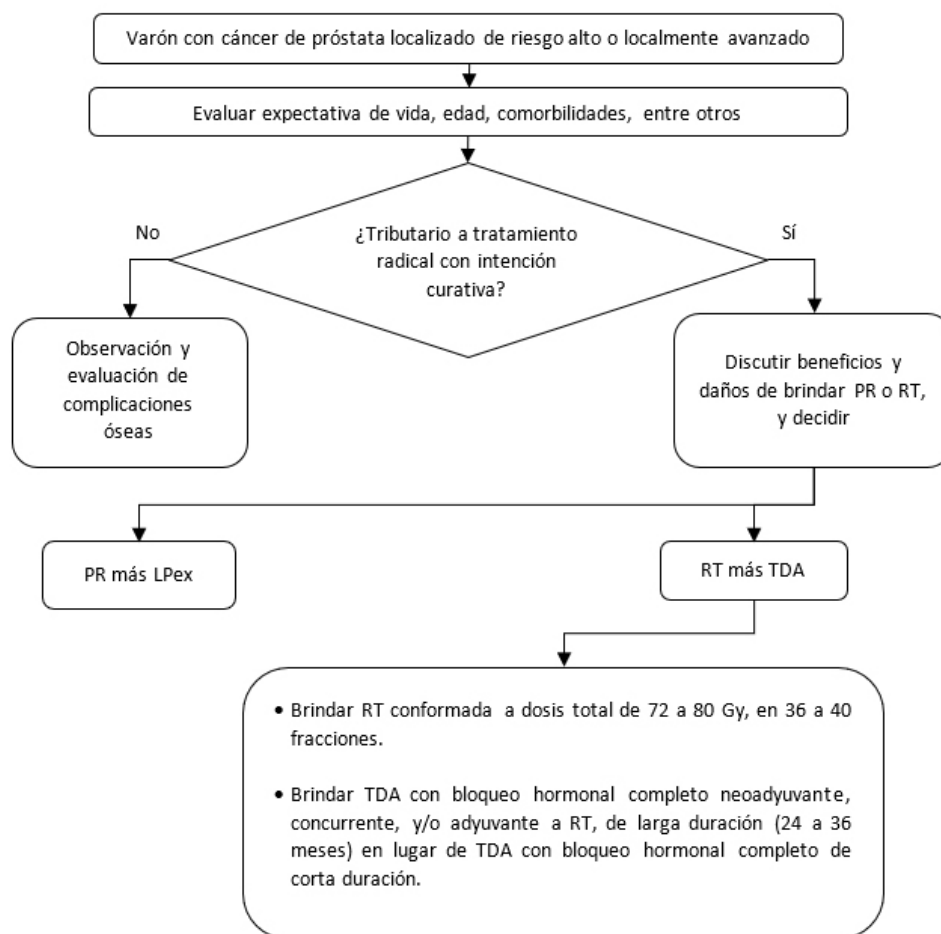 Varón con cáncer de próstata localizado de riesgo alto o localmente avanzado
Evaluar expectativa de vida, edad, comorbilidades, entre otros
¿Tributario a tratamiento
radical con intención
curativa?
No
Sí
Observación y
evaluación de
complicaciones
óseas
Discutir beneficios y
daños de brindar PR o RT,
y decidir
PR más LPex
RT más TDA
• Brindar RT conformada a dosis total de 72 a 80 Gy, en 36 a 40
fracciones.
• Brindar TDA con bloqueo hormonal completo neoadyuvante,
concurrente, y/o adyuvante a RT, de larga duración (24 a 36
meses) en lugar de TDA con bloqueo hormonal completo de
corta duración.